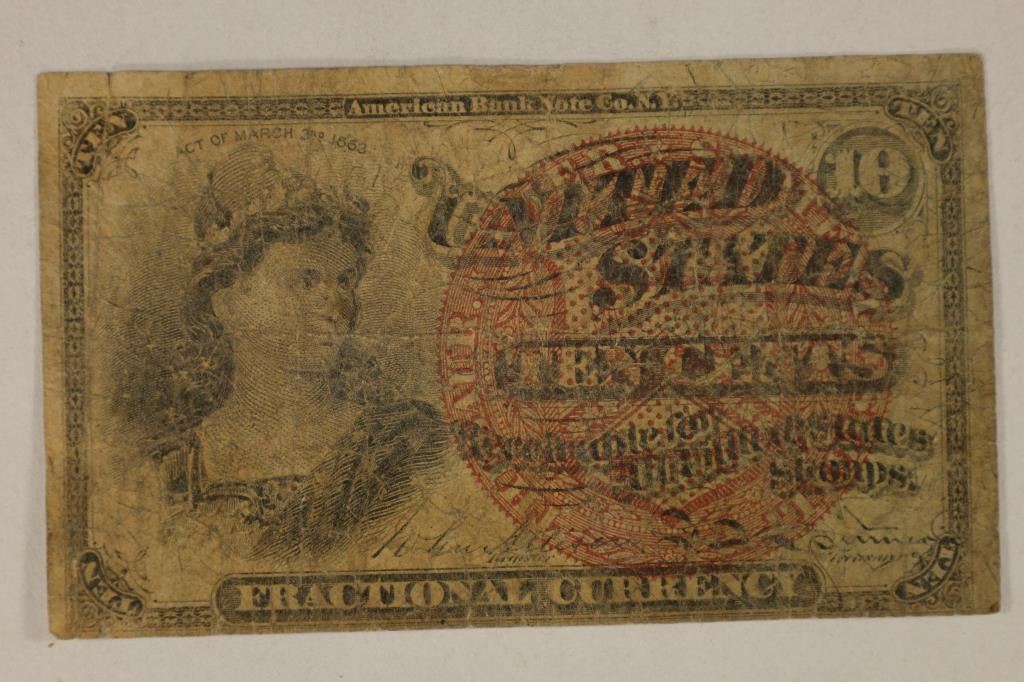 American Bank Note Co. N.Y.
TEN
TEN
ACT OF MARCH 3RD 1863
10
UNITED
STATES
TEN CENTS
Receivable for
all United States
stamps.
TEN
TEN
FRACTIONAL CURRENCY